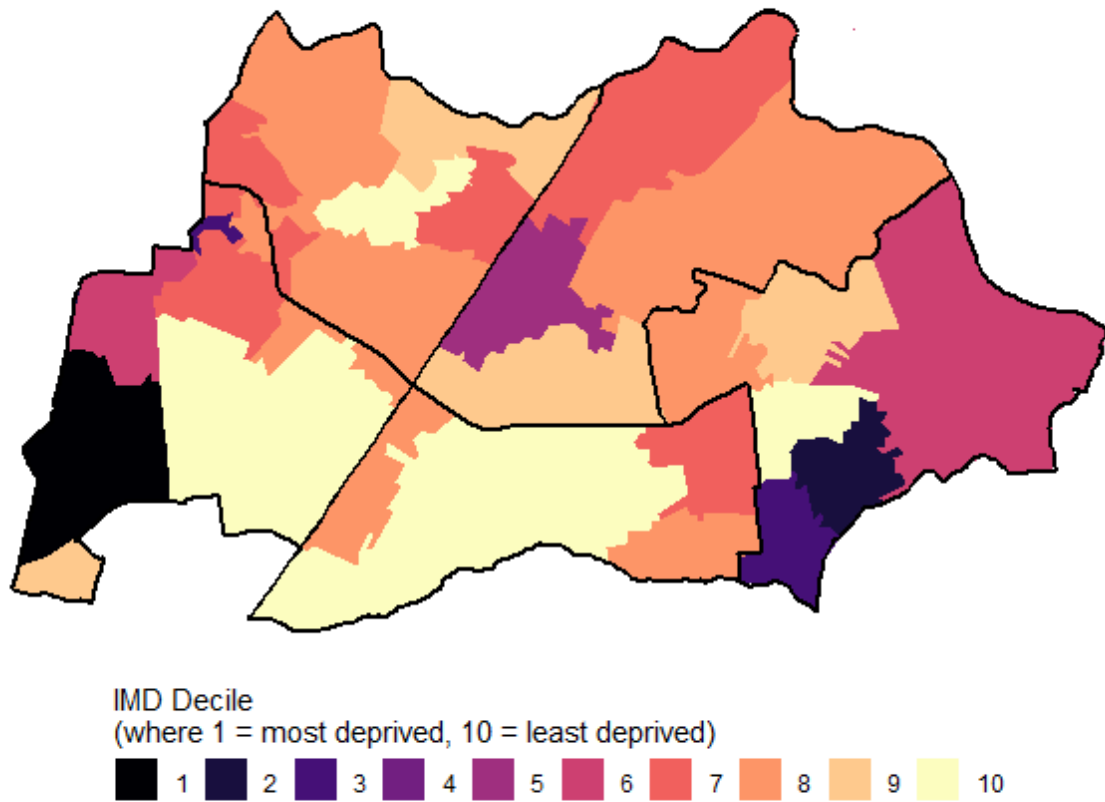 IMD Decile
(where 1 = most deprived, 10 = least deprived)
1 2 3 4 5 6 7 8 9 10